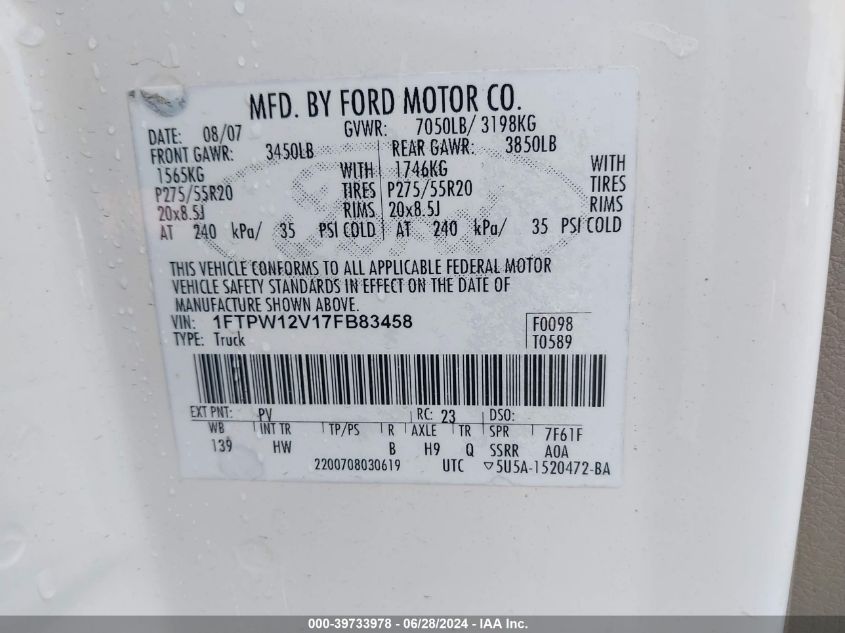 MFD. BY FORD MOTOR CO.
DATE: 08/07 GVWR: 7050LB/ 3198KG
FRONT GAWR: 3450LB REAR GAWR: 3850LB
1565KG WITH 1746KG WITH
P275/55R20 TIRES P275/55R20 TIRES
20x8.5J RIMS 20x8.5J RIMS
AT 240 kPa/ 35 PSI COLD AT 240 kPa/ 35 PSI COLD
THIS VEHICLE CONFORMS TO ALL APPLICABLE FEDERAL MOTOR
VEHICLE SAFETY STANDARDS IN EFFECT ON THE DATE OF
MANUFACTURE SHOWN ABOVE.
VIN: 1FTPW12V17FB83458 F0098
TYPE: Truck T0589
EXT PNT: PV RC: 23 DSO:
WB INT TR TP/PS R AXLE TR SPR 7F61F
139 HW B H9 Q SSRR AOA
2200708030619 UTC ▽5U5A-1520472-BA
000-39733978 - 06/28/2024 - IAA Inc.